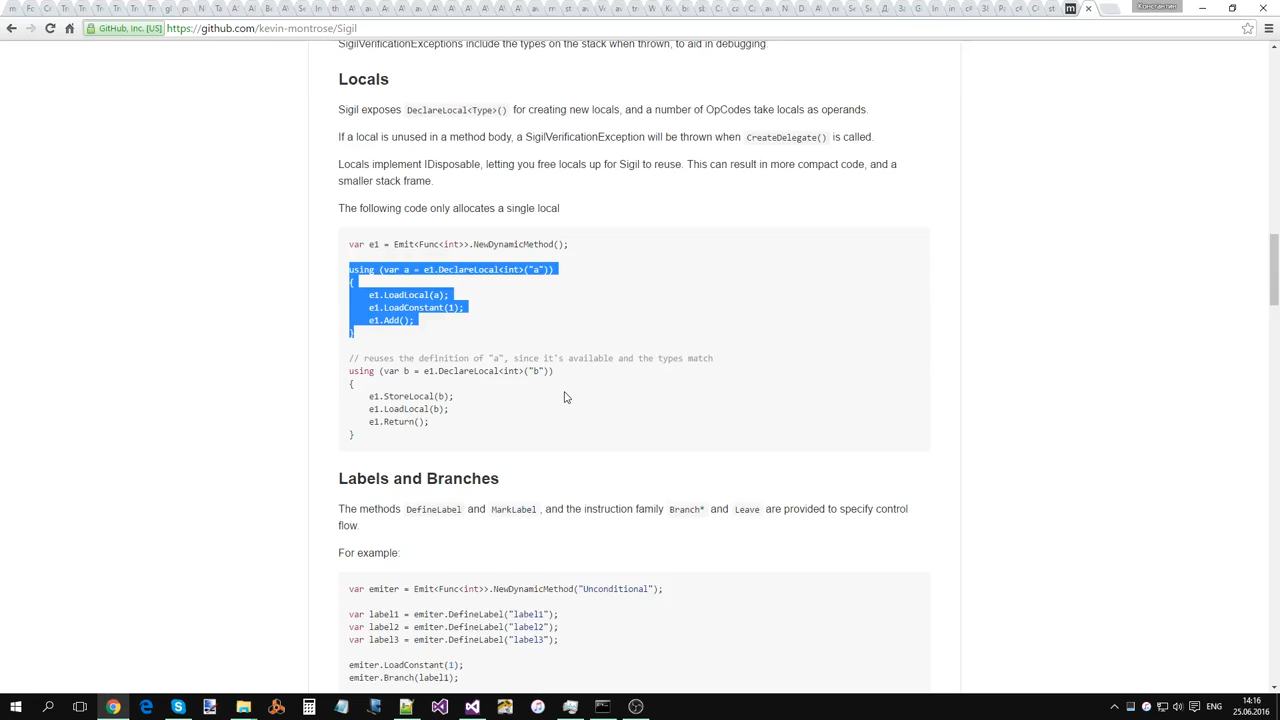 Константин
GitHub, Inc. [US]
https://github.com/kevin-montrose/Sigil
SigilVerificationExceptions include the types on the stack when thrown, to aid in debugging.
Locals
Sigil exposes DeclareLocal<Type>() for creating new locals, and a number of OpCodes take locals as operands.
If a local is unused in a method body, a SigilVerificationException will be thrown when CreateDelegate() is called.
Locals implement IDisposable, letting you free locals up for Sigil to reuse. This can result in more compact code, and a
smaller stack frame.
The following code only allocates a single local
var e1 = Emit<Func<int>>.NewDynamicMethod();
using (var a = e1.DeclareLocal<int>("a"))
{
e1.LoadLocal(a);
e1.LoadConstant(1);
e1.Add();
}
// reuses the definition of "a", since it's available and the types match
using (var b = e1.DeclareLocal<int>("b"))
{
e1.StoreLocal(b);
e1.LoadLocal(b);
e1.Return();
}
Labels and Branches
The methods DefineLabel and MarkLabel, and the instruction family Branch* and Leave are provided to specify control
flow.
For example:
var emiter = Emit<Func<int>>.NewDynamicMethod("Unconditional");
var label1 = emiter.DefineLabel("label1");
var label2 = emiter.DefineLabel("label2");
var label3 = emiter.DefineLabel("label3");
emiter.LoadConstant(1);
emiter.Branch(label1);
ENG
14:16
25.06.2016